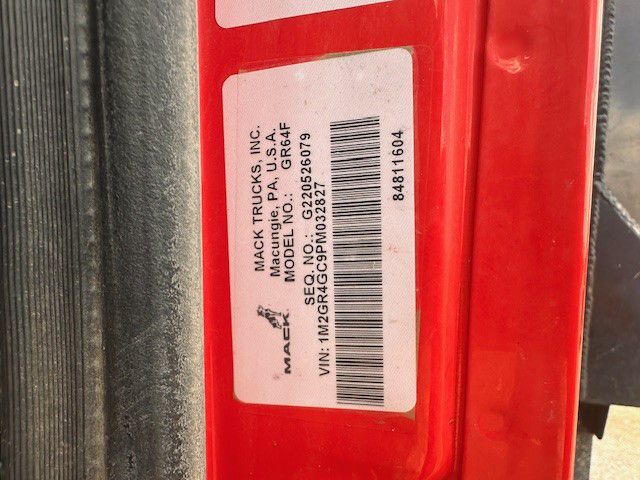 MACK TRUCKS, INC.
Macungie, PA, U.S.A.
MODEL NO.: GR64F
MACK
SEQ. NO.: G220526079
VIN: 1M2GR4GC9PM032827
84811604